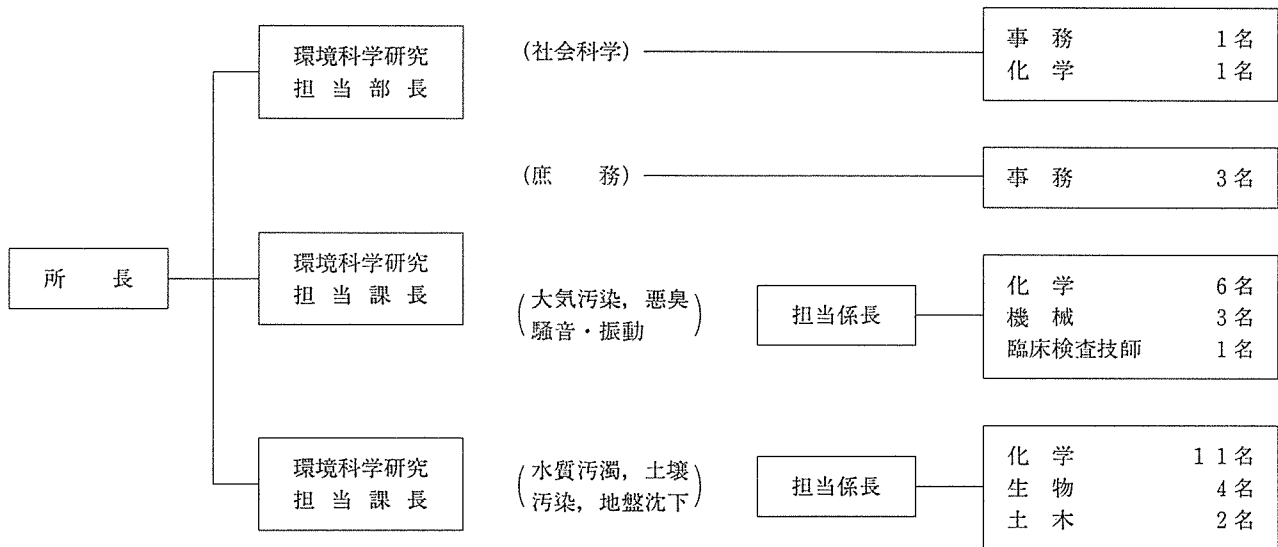 所 長
環境科学研究
担 当 部 長
(社会科学)
事 務 1名
化 学 1名
(庶 務)
事 務 3名
環境科学研究
担 当 課 長
(大気汚染, 悪臭
騒音・振動)
担当係長
化 学 6名
機 械 3名
臨床検査技師 1名
環境科学研究
担 当 課 長
(水質汚濁, 土壌
汚染, 地盤沈下)
担当係長
化 学 11名
生 物 4名
土 木 2名